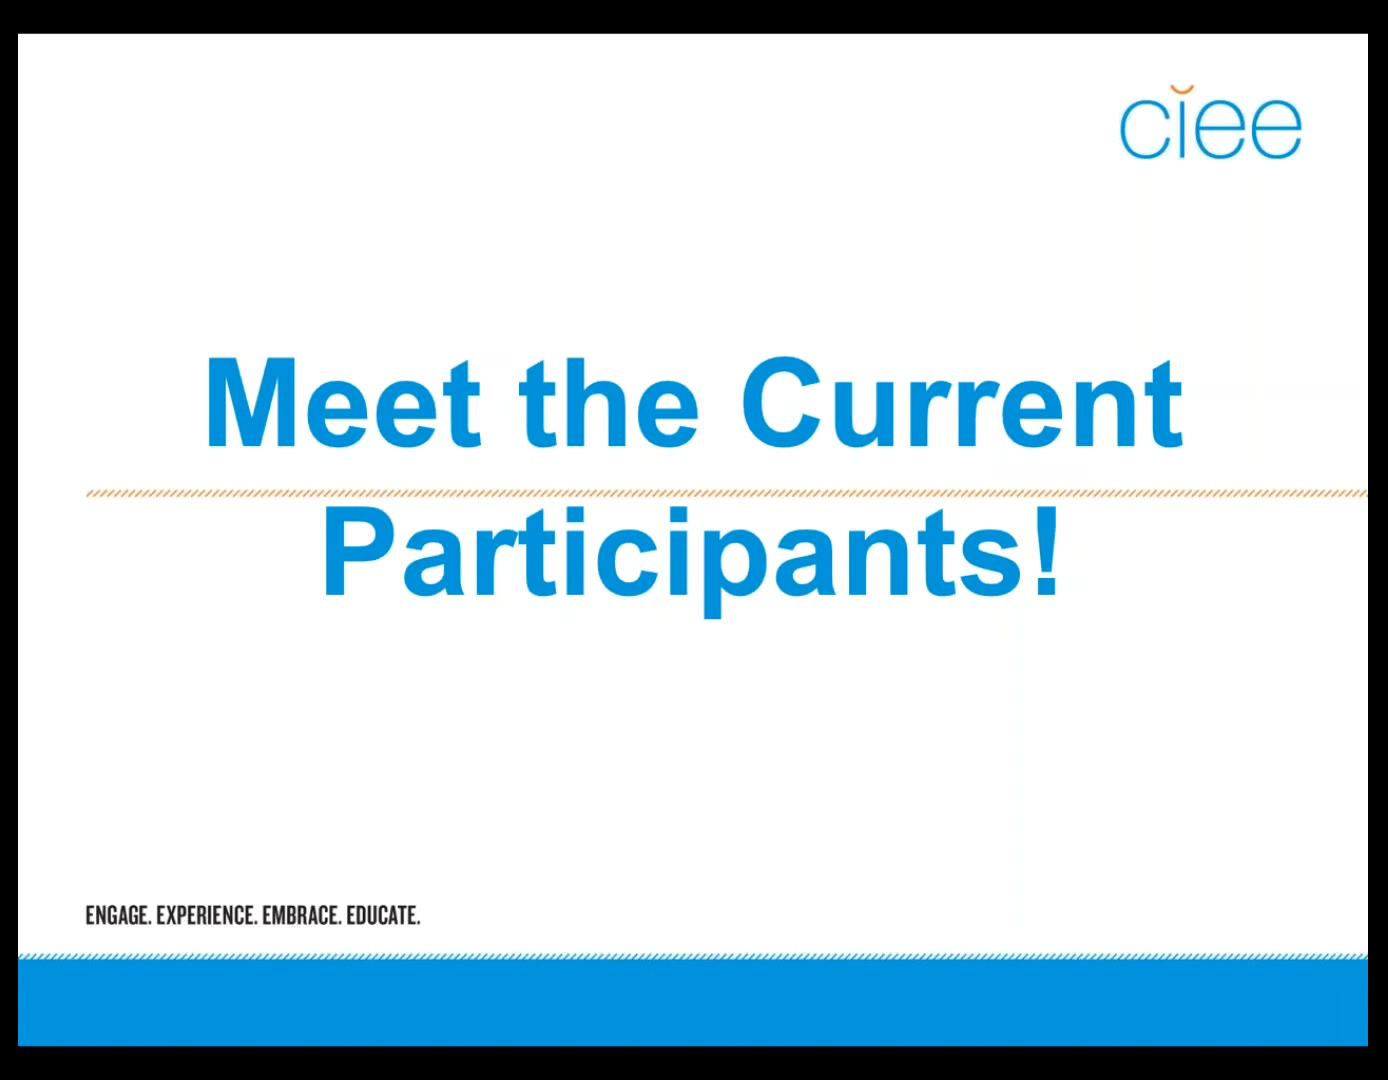 ciee
Meet the Current
Participants!
ENGAGE. EXPERIENCE. EMBRACE. EDUCATE.